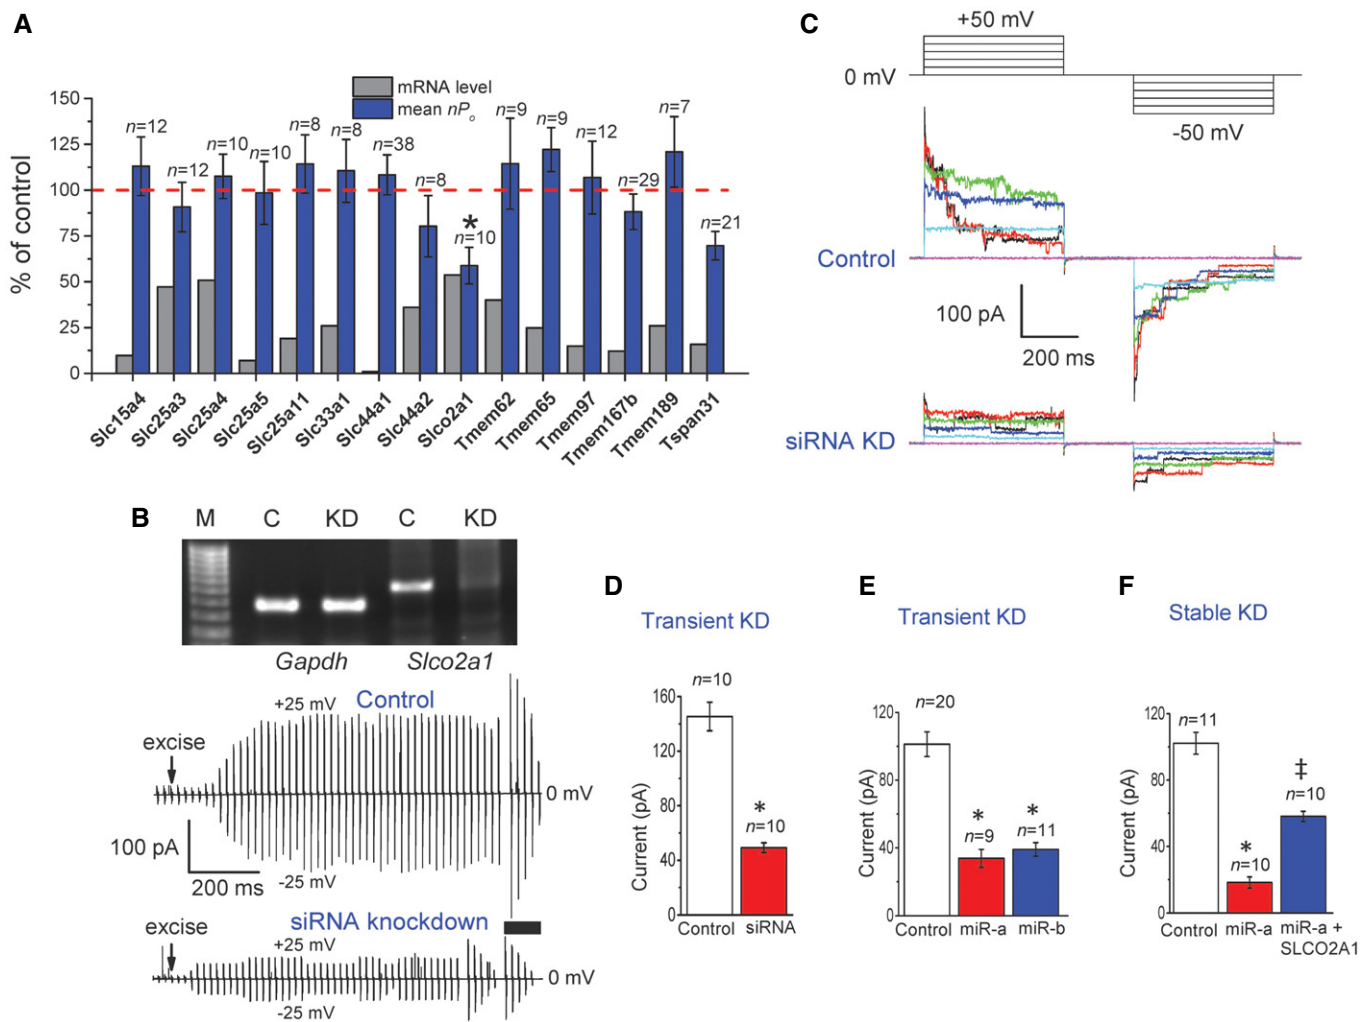 A
mRNA level
mean nPo
% of control
150
125
100
75
50
25
0
n=12
n=12
n=10
n=10
n=8
n=8
n=38
n=8
*
n=10
n=9
n=9
n=12
n=29
n=7
n=21
Slc15a4
Slc25a3
Slc25a4
Slc25a5
Slc25a11
Slc33a1
Slc44a1
Slc44a2
Slco2a1
Tmem62
Tmem65
Tmem97
Tmem167b
Tmem189
Tspan31
B
M C KD C KD
Gapdh Slco2a1
+25 mV Control
excise
0 mV
100 pA
200 ms
-25 mV
siRNA knockdown
excise
+25 mV
0 mV
-25 mV
C
+50 mV
0 mV
-50 mV
Control
100 pA
200 ms
siRNA KD
D
Transient KD
Current (pA)
160
120
80
40
0
n=10
*
n=10
Control siRNA
E
Transient KD
Current (pA)
120
80
40
0
n=20
*
n=9
*
n=11
Control miR-a miR-b
F
Stable KD
Current (pA)
120
80
40
0
n=11
*
n=10
‡
n=10
Control miR-a miR-a +
SLCO2A1